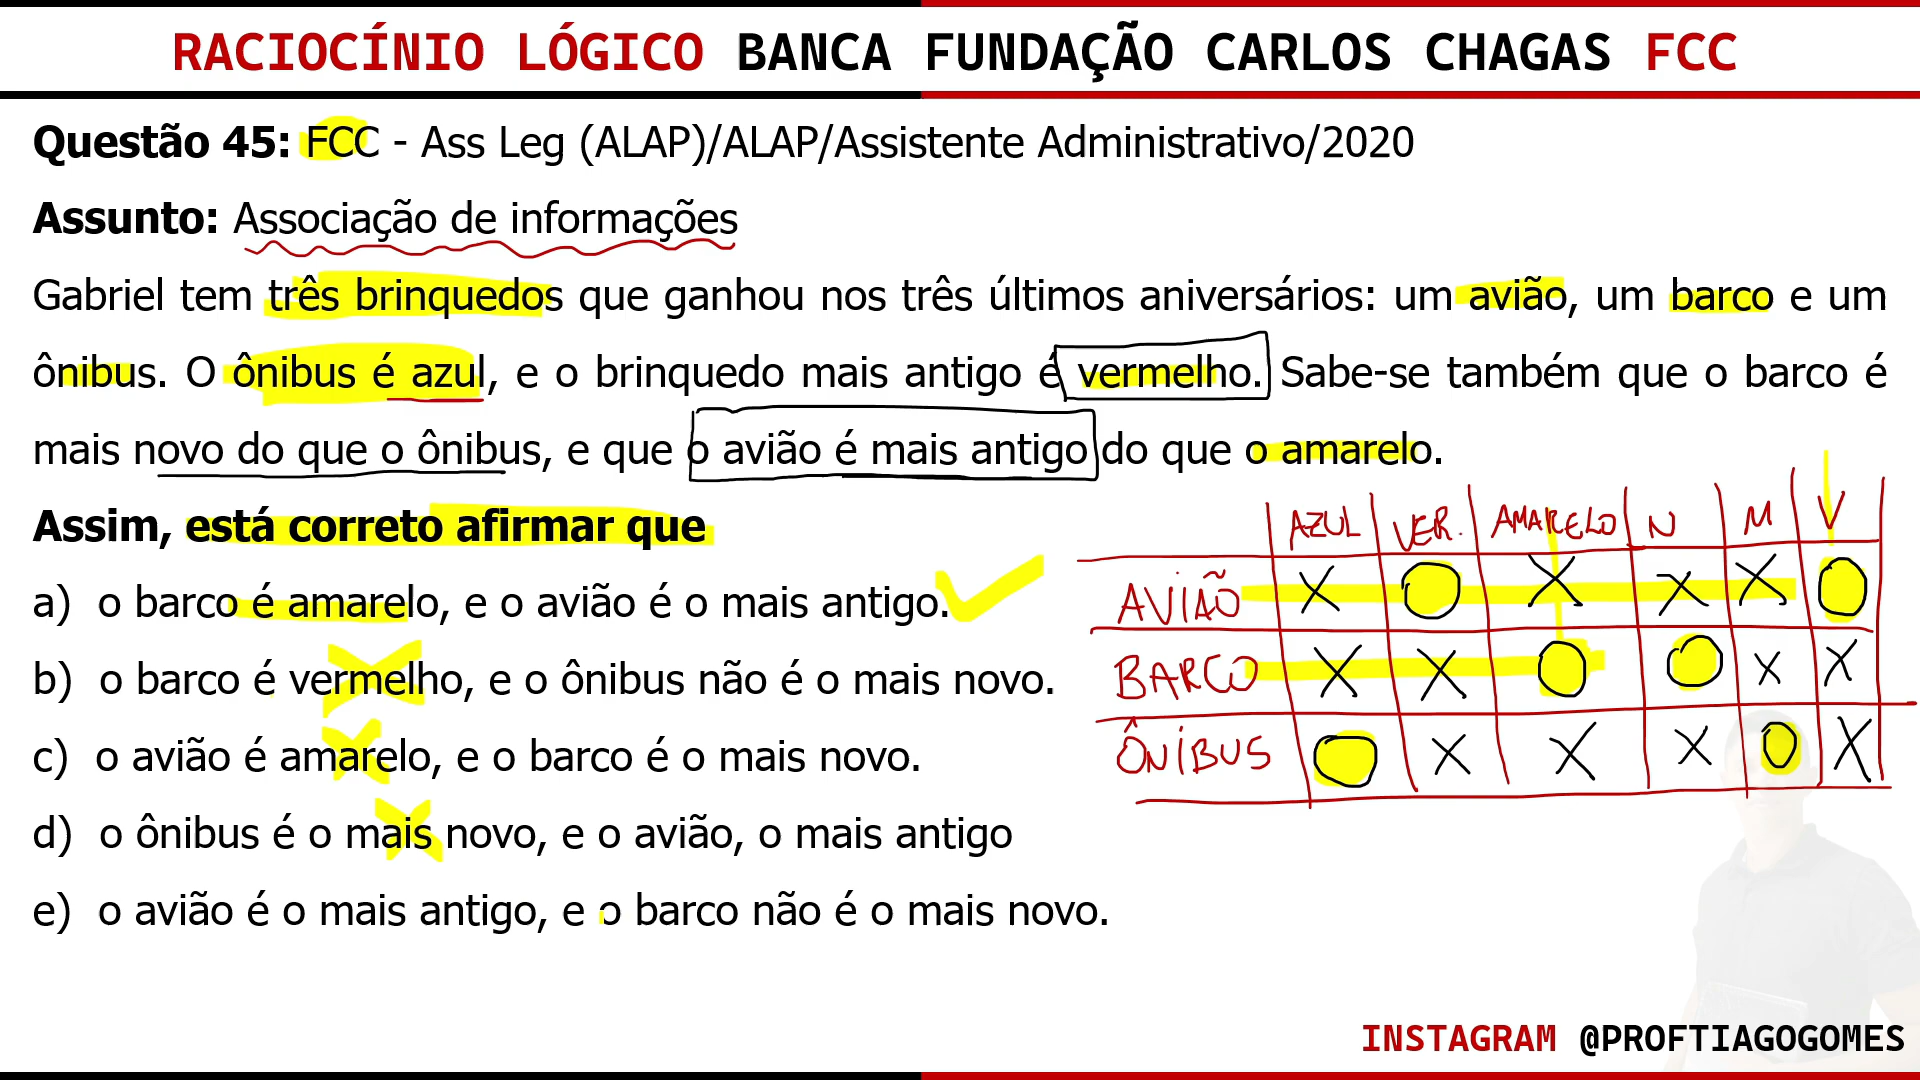 RACIOCÍNIO LÓGICO BANCA FUNDAÇÃO CARLOS CHAGAS FCC
Questão 45: FCC - Ass Leg (ALAP)/ALAP/Assistente Administrativo/2020
Assunto: Associação de informações
Gabriel tem três brinquedos que ganhou nos três últimos aniversários: um avião, um barco e um
ônibus. O ônibus é azul, e o brinquedo mais antigo é vermelho. Sabe-se também que o barco é
mais novo do que o ônibus, e que o avião é mais antigo do que o amarelo.
Assim, está correto afirmar que
a) o barco é amarelo, e o avião é o mais antigo.
b) o barco é vermelho, e o ônibus não é o mais novo.
c) o avião é amarelo, e o barco é o mais novo.
d) o ônibus é o mais novo, e o avião, o mais antigo
e) o avião é o mais antigo, e o barco não é o mais novo.
AZUL VER. AMARELO N M V
AVIÃO X O X X X O
BARCO X X O O X X
ÔNIBUS O X X X O X
INSTAGRAM @PROFTIAGOGOMES